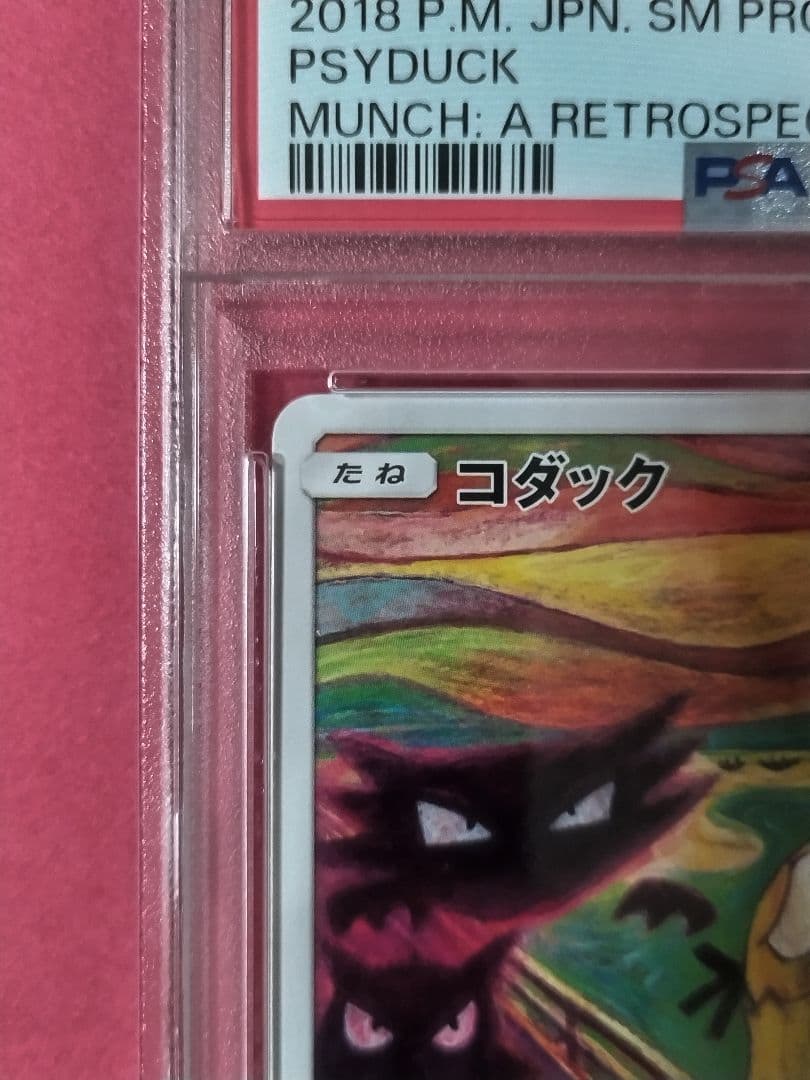 2018 P.M. JPN. SM PRO
PSYDUCK
MUNCH: A RETROSPEC
PSA
たね
コダック